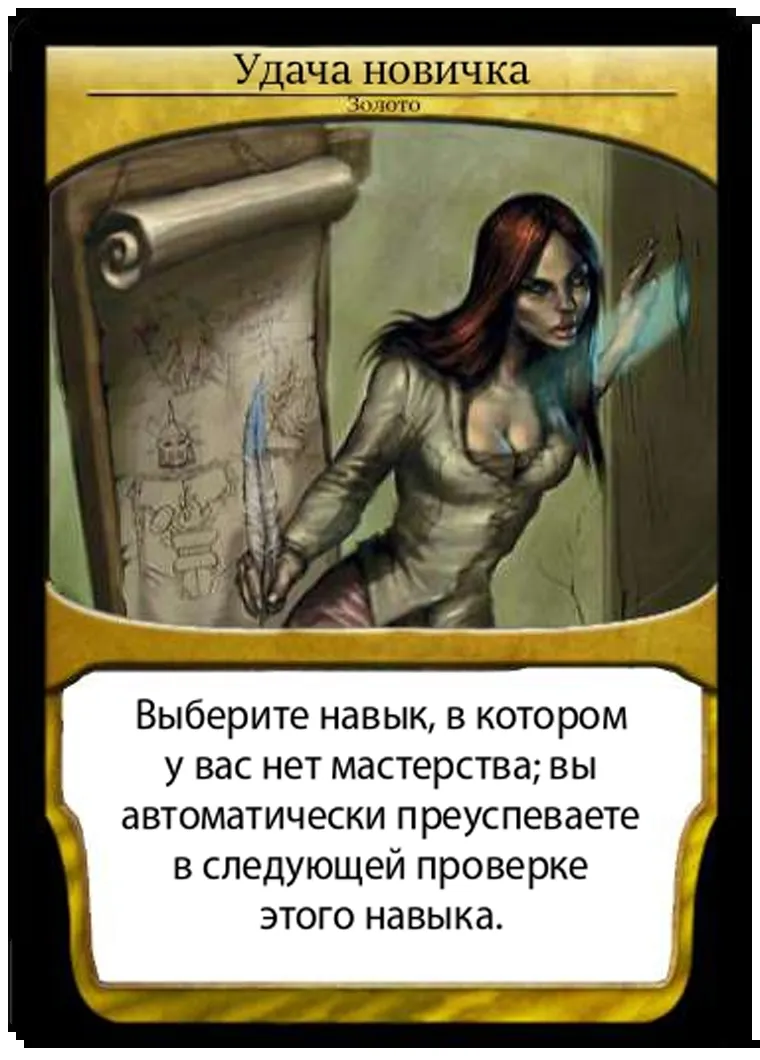 Удача новичка
Золото
Выберите навык, в котором
у вас нет мастерства; вы
автоматически преуспеваете
в следующей проверке
этого навыка.